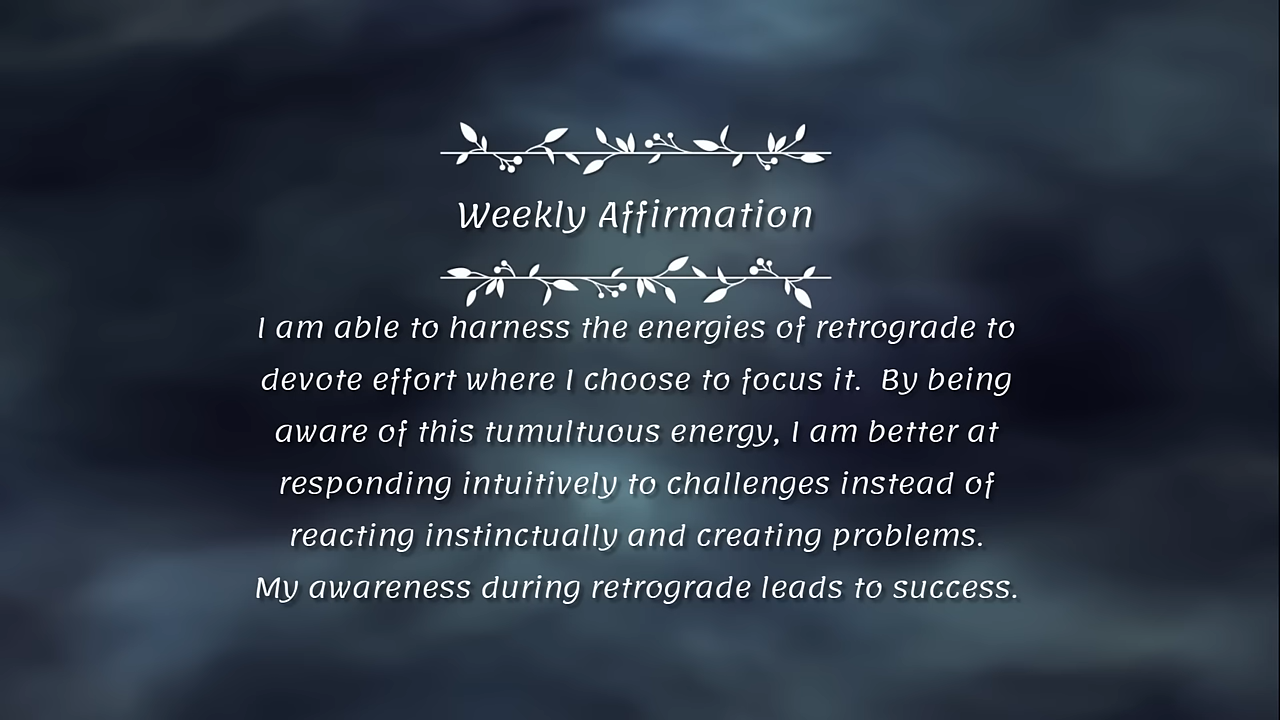 Weekly Affirmation
I am able to harness the energies of retrograde to
devote effort where I choose to focus it.  By being
aware of this tumultuous energy, I am better at
responding intuitively to challenges instead of
reacting instinctually and creating problems.
My awareness during retrograde leads to success.